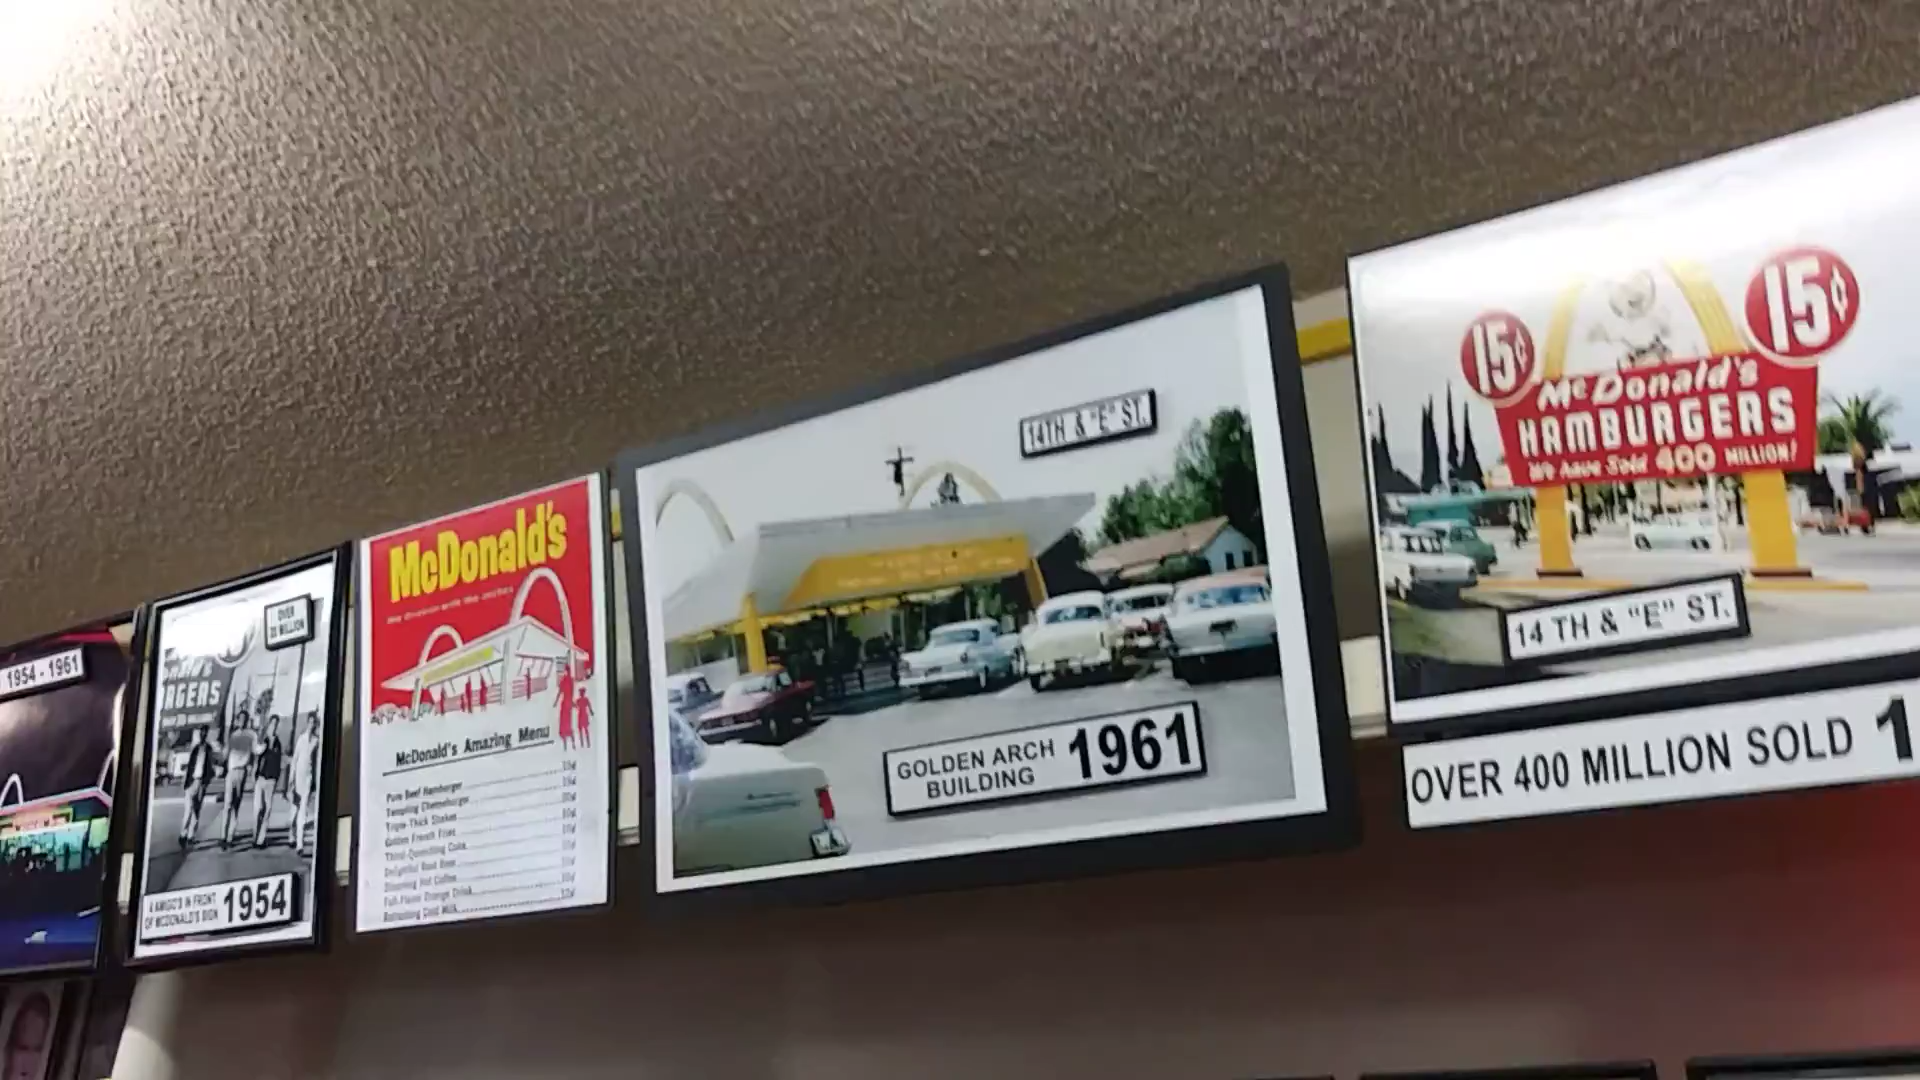 1954 - 1961
OVER
MILLION
4 AMIGO'S IN FRONT
OF MCDONALD'S SIGN
1954
McDonald's
McDonald's Amazing Menu
Pure Beef Hamburger
Tempting Cheeseburger
Triple-Thick Shakes
Golden French Fries
Thirst-Quenching Coke
Delightful Root Beer
Steaming Hot Coffee
Full-Flavor Orange Drink
Refreshing Cold Milk
14TH & "E" ST.
GOLDEN ARCH
BUILDING
1961
15¢
15¢
McDonald's
HAMBURGERS
We have Sold 400 MILLION!
14 TH & "E" ST.
OVER 400 MILLION SOLD 1